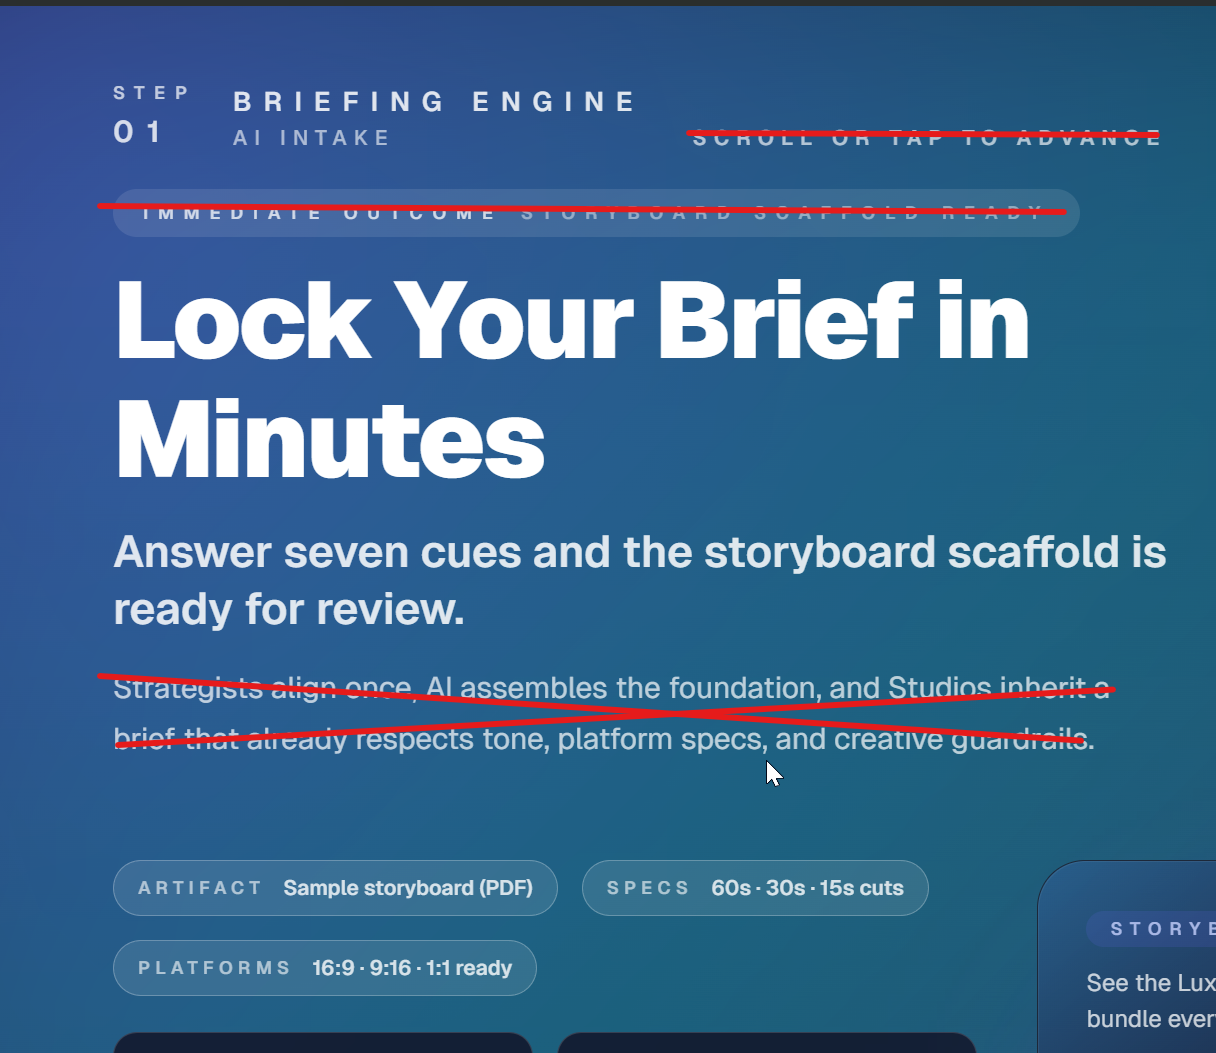 STEP
01
BRIEFING ENGINE
AI INTAKE
SCROLL OR TAP TO ADVANCE
IMMEDIATE OUTCOME STORYBOARD SCAFFOLD READY
Lock Your Brief in
Minutes
Answer seven cues and the storyboard scaffold is
ready for review.
Strategists align once, AI assembles the foundation, and Studios inherit a
brief that already respects tone, platform specs, and creative guardrails.
ARTIFACT Sample storyboard (PDF)
SPECS 60s · 30s · 15s cuts
PLATFORMS 16:9 · 9:16 · 1:1 ready
See the
bundle